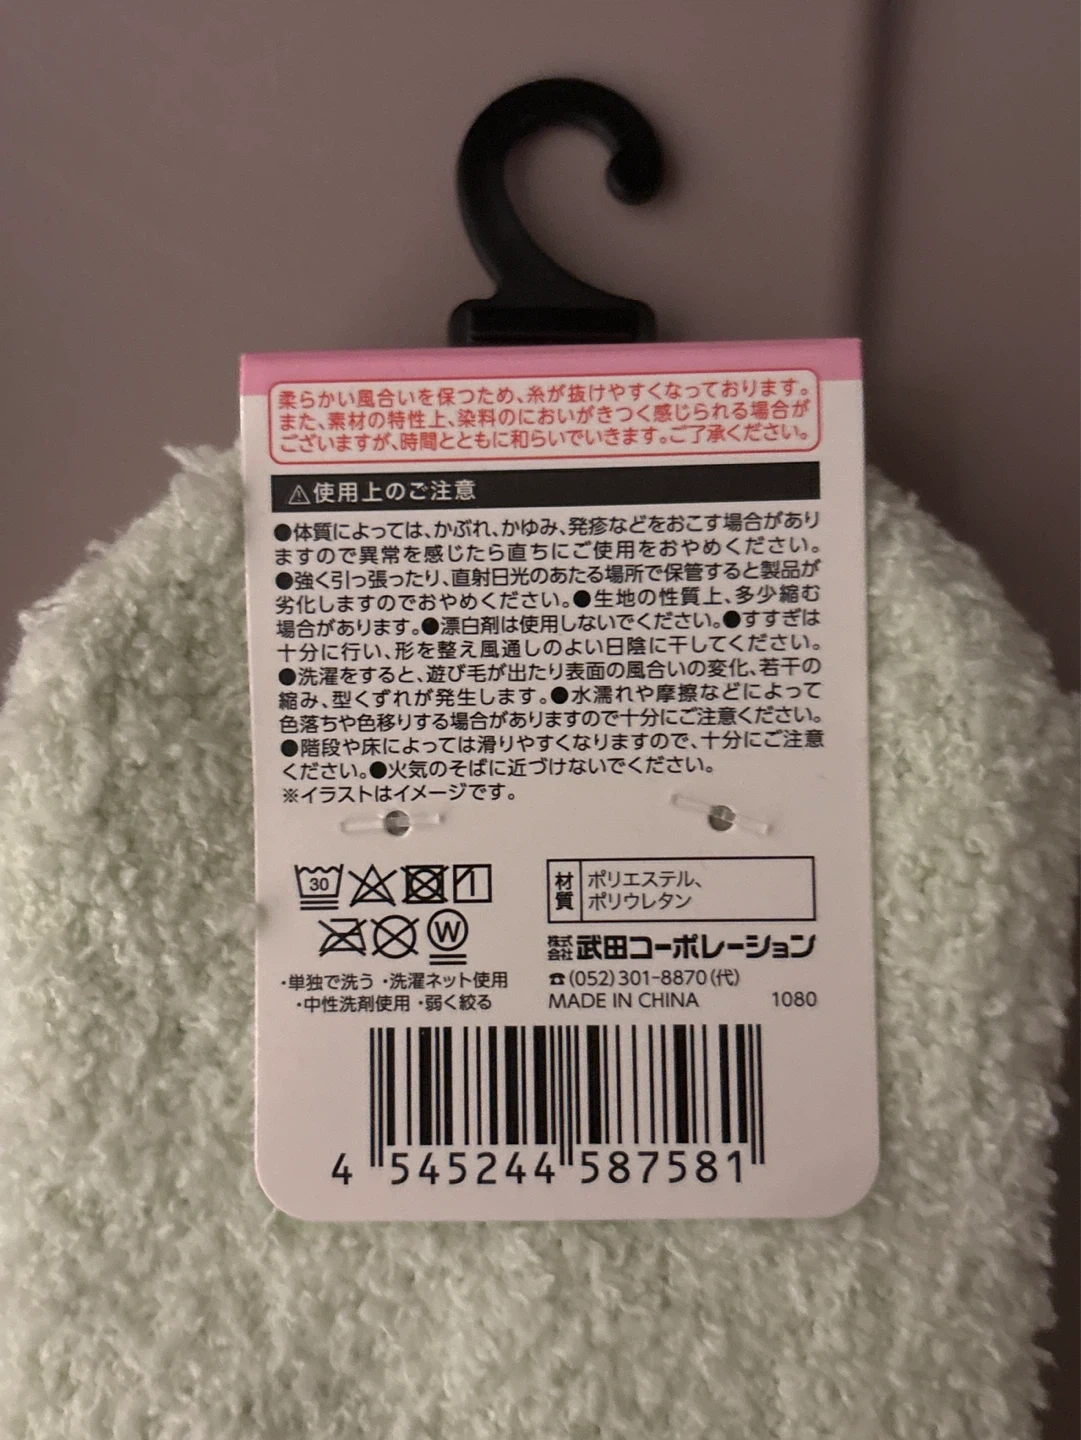 柔らかい風合いを保つため、糸が抜けやすくなっております。
また、素材の特性上、染料のにおいがきつく感じられる場合が
ございますが、時間とともに和らいでいきます。ご了承ください。
⚠使用上のご注意
●体質によっては、かぶれ、かゆみ、発疹などをおこす場合があり
ますので異常を感じたら直ちにご使用をおやめください。
●強く引っ張ったり、直射日光のあたる場所で保管すると製品が
劣化しますのでおやめください。●生地の性質上、多少縮む
場合があります。●漂白剤は使用しないでください。●すすぎは
十分に行い、形を整え風通しのよい日陰に干してください。
●洗濯をすると、遊び毛が出たり表面の風合いの変化、若干の
縮み、型くずれが発生します。●水濡れや摩擦などによって
色落ちや色移りする場合がありますので十分にご注意ください。
●階段や床によっては滑りやすくなりますので、十分にご注意
ください。●火気のそばに近づけないでください。
※イラストはイメージです。
30
W
・単独で洗う ・洗濯ネット使用
・中性洗剤使用 ・弱く絞る
材質
ポリエステル、
ポリウレタン
株式会社 武田コーポレーション
☎(052)301-8870(代)
MADE IN CHINA 1080
4 545244 587581